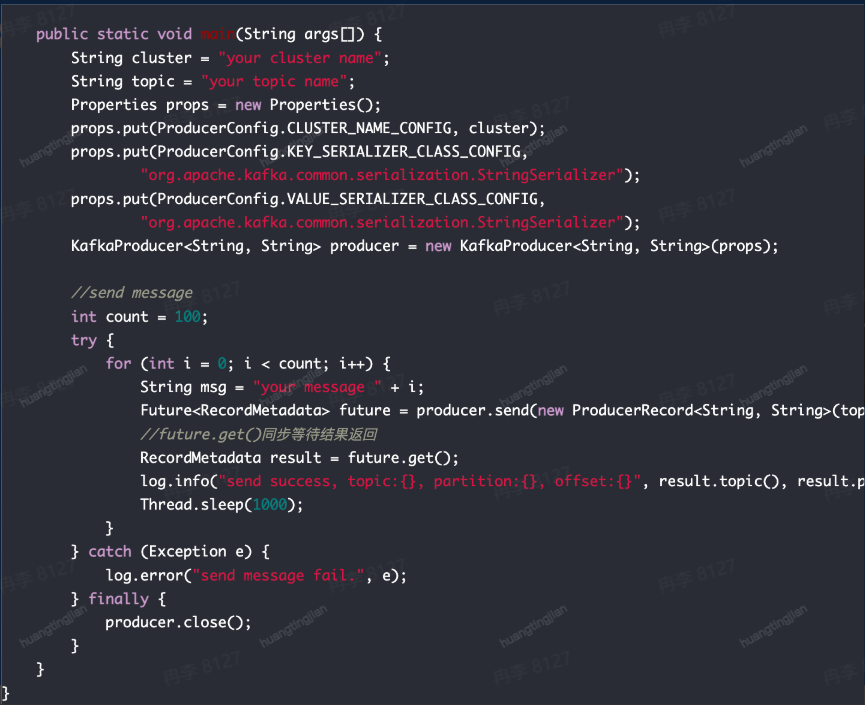 public static void main(String args[]) {
String cluster = "your cluster name";
String topic = "your topic name";
Properties props = new Properties();
props.put(ProducerConfig.CLUSTER_NAME_CONFIG, cluster);
props.put(ProducerConfig.KEY_SERIALIZER_CLASS_CONFIG,
"org.apache.kafka.common.serialization.StringSerializer");
props.put(ProducerConfig.VALUE_SERIALIZER_CLASS_CONFIG,
"org.apache.kafka.common.serialization.StringSerializer");
KafkaProducer<String, String> producer = new KafkaProducer<String, String>(props);
//send message
int count = 100;
try {
for (int i = 0; i < count; i++) {
String msg = "your message " + i;
Future<RecordMetadata> future = producer.send(new ProducerRecord<String, String>(top
//future.get()同步等待结果返回
RecordMetadata result = future.get();
log.info("send success, topic:{}, partition:{}, offset:{}", result.topic(), result.p
Thread.sleep(1000);
}
} catch (Exception e) {
log.error("send message fail.", e);
} finally {
producer.close();
}
}
}
huangtingjian
冉李 8127